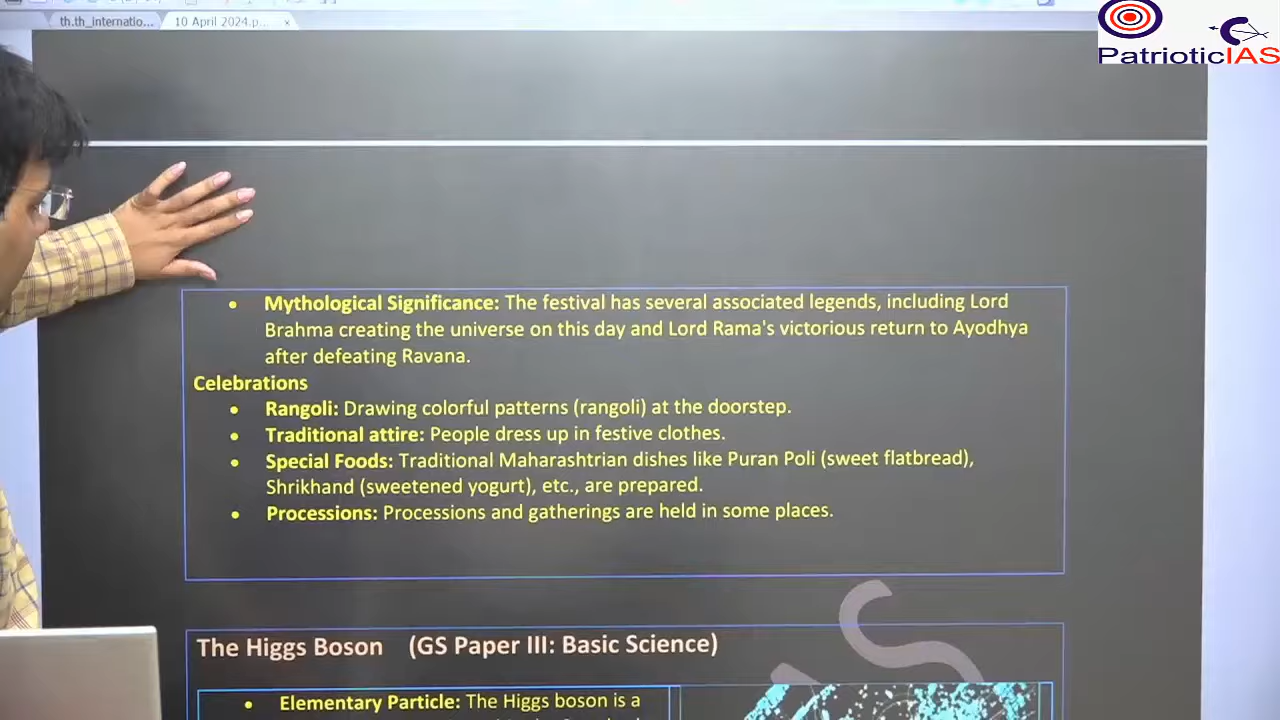 th.th_internatio...
10 April 2024.p...
×
PatrioticIAS
• Mythological Significance: The festival has several associated legends, including Lord
Brahma creating the universe on this day and Lord Rama's victorious return to Ayodhya
after defeating Ravana.
Celebrations
• Rangoli: Drawing colorful patterns (rangoli) at the doorstep.
• Traditional attire: People dress up in festive clothes.
• Special Foods: Traditional Maharashtrian dishes like Puran Poli (sweet flatbread),
Shrikhand (sweetened yogurt), etc., are prepared.
• Processions: Processions and gatherings are held in some places.
The Higgs Boson (GS Paper III: Basic Science)
• Elementary Particle: The Higgs boson is a